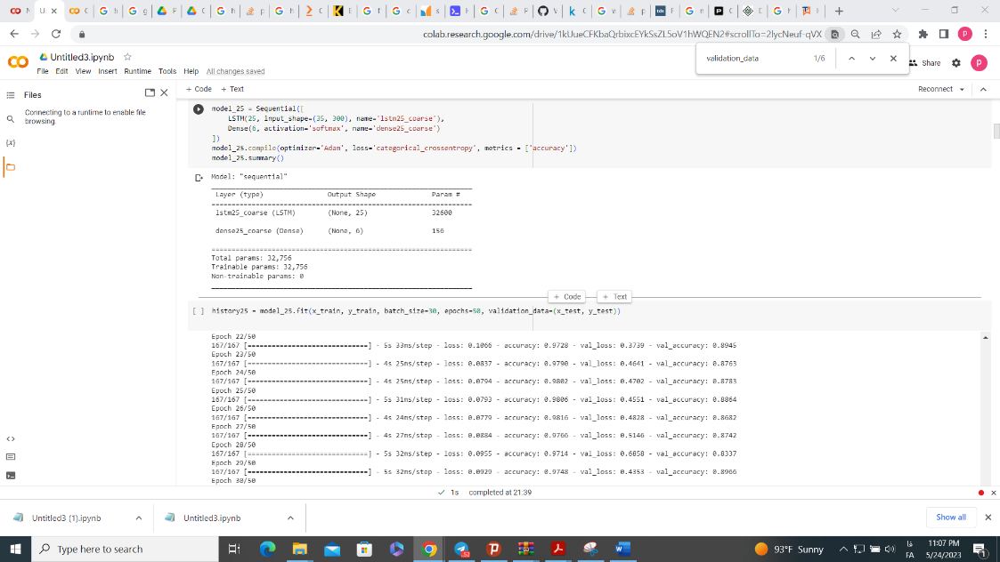 colab.research.google.com/drive/1kUueCFKbaQrbixcEYkSsZL5oV1hWQEN2#scrollTo=2lycNeuf-qVX
validation_data 1/6
Untitled3.ipynb
File Edit View Insert Runtime Tools Help All changes saved
Share
P
Files
+ Code + Text
Reconnect
Connecting to a runtime to enable file
browsing.
{x}
model_25 = Sequential([
LSTM(25, input_shape=(35, 300), name='lstm25_coarse'),
Dense(6, activation='softmax', name='dense25_coarse')
])
model_25.compile(optimizer='Adam', loss='categorical_crossentropy', metrics = ['accuracy'])
model_25.summary()
Model: "sequential"
Layer (type) Output Shape Param #
lstm25_coarse (LSTM) (None, 25) 32600
dense25_coarse (Dense) (None, 6) 156
Total params: 32,756
Trainable params: 32,756
Non-trainable params: 0
+ Code + Text
[ ] history25 = model_25.fit(x_train, y_train, batch_size=30, epochs=50, validation_data=(x_test, y_test))
Epoch 22/50
167/167 [==============================] - 5s 33ms/step - loss: 0.1066 - accuracy: 0.9728 - val_loss: 0.3739 - val_accuracy: 0.8945
Epoch 23/50
167/167 [==============================] - 4s 25ms/step - loss: 0.0837 - accuracy: 0.9790 - val_loss: 0.4641 - val_accuracy: 0.8763
Epoch 24/50
167/167 [==============================] - 4s 25ms/step - loss: 0.0794 - accuracy: 0.9802 - val_loss: 0.4702 - val_accuracy: 0.8783
Epoch 25/50
167/167 [==============================] - 5s 31ms/step - loss: 0.0793 - accuracy: 0.9806 - val_loss: 0.4551 - val_accuracy: 0.8864
Epoch 26/50
167/167 [==============================] - 4s 24ms/step - loss: 0.0779 - accuracy: 0.9816 - val_loss: 0.4828 - val_accuracy: 0.8682
Epoch 27/50
167/167 [==============================] - 4s 27ms/step - loss: 0.0884 - accuracy: 0.9766 - val_loss: 0.5146 - val_accuracy: 0.8742
Epoch 28/50
167/167 [==============================] - 5s 32ms/step - loss: 0.0955 - accuracy: 0.9714 - val_loss: 0.6858 - val_accuracy: 0.8337
Epoch 29/50
167/167 [==============================] - 5s 32ms/step - loss: 0.0929 - accuracy: 0.9748 - val_loss: 0.4353 - val_accuracy: 0.8966
Epoch 30/50
1s completed at 21:39
Untitled3 (1).ipynb
Untitled3.ipynb
Show all
Type here to search
93°F Sunny
فا
FA
11:07 PM
5/24/2023